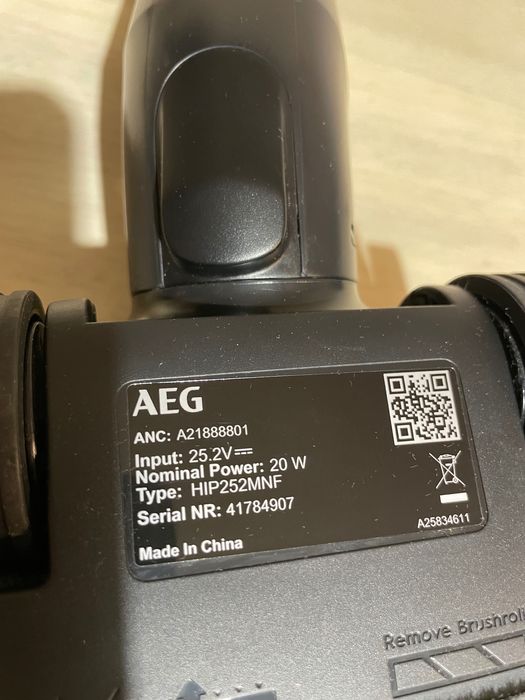 AEG
ANC: A21888801
Input: 25.2V⎓
Nominal Power: 20 W
Type: HIP252MNF
Serial NR: 41784907
A25834611
Made In China
Remove Brushroll